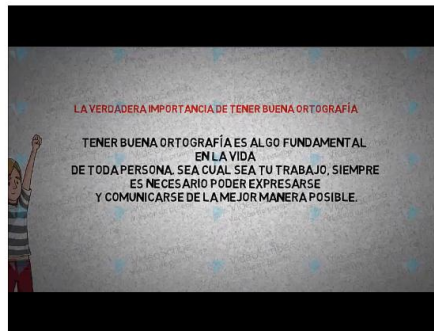 LA VERDADERA IMPORTANCIA DE TENER BUENA ORTOGRAFÍA
TENER BUENA ORTOGRAFÍA ES ALGO FUNDAMENTAL
EN LA VIDA
DE TODA PERSONA. SEA CUAL SEA TU TRABAJO, SIEMPRE
ES NECESARIO PODER EXPRESARSE
Y COMUNICARSE DE LA MEJOR MANERA POSIBLE.